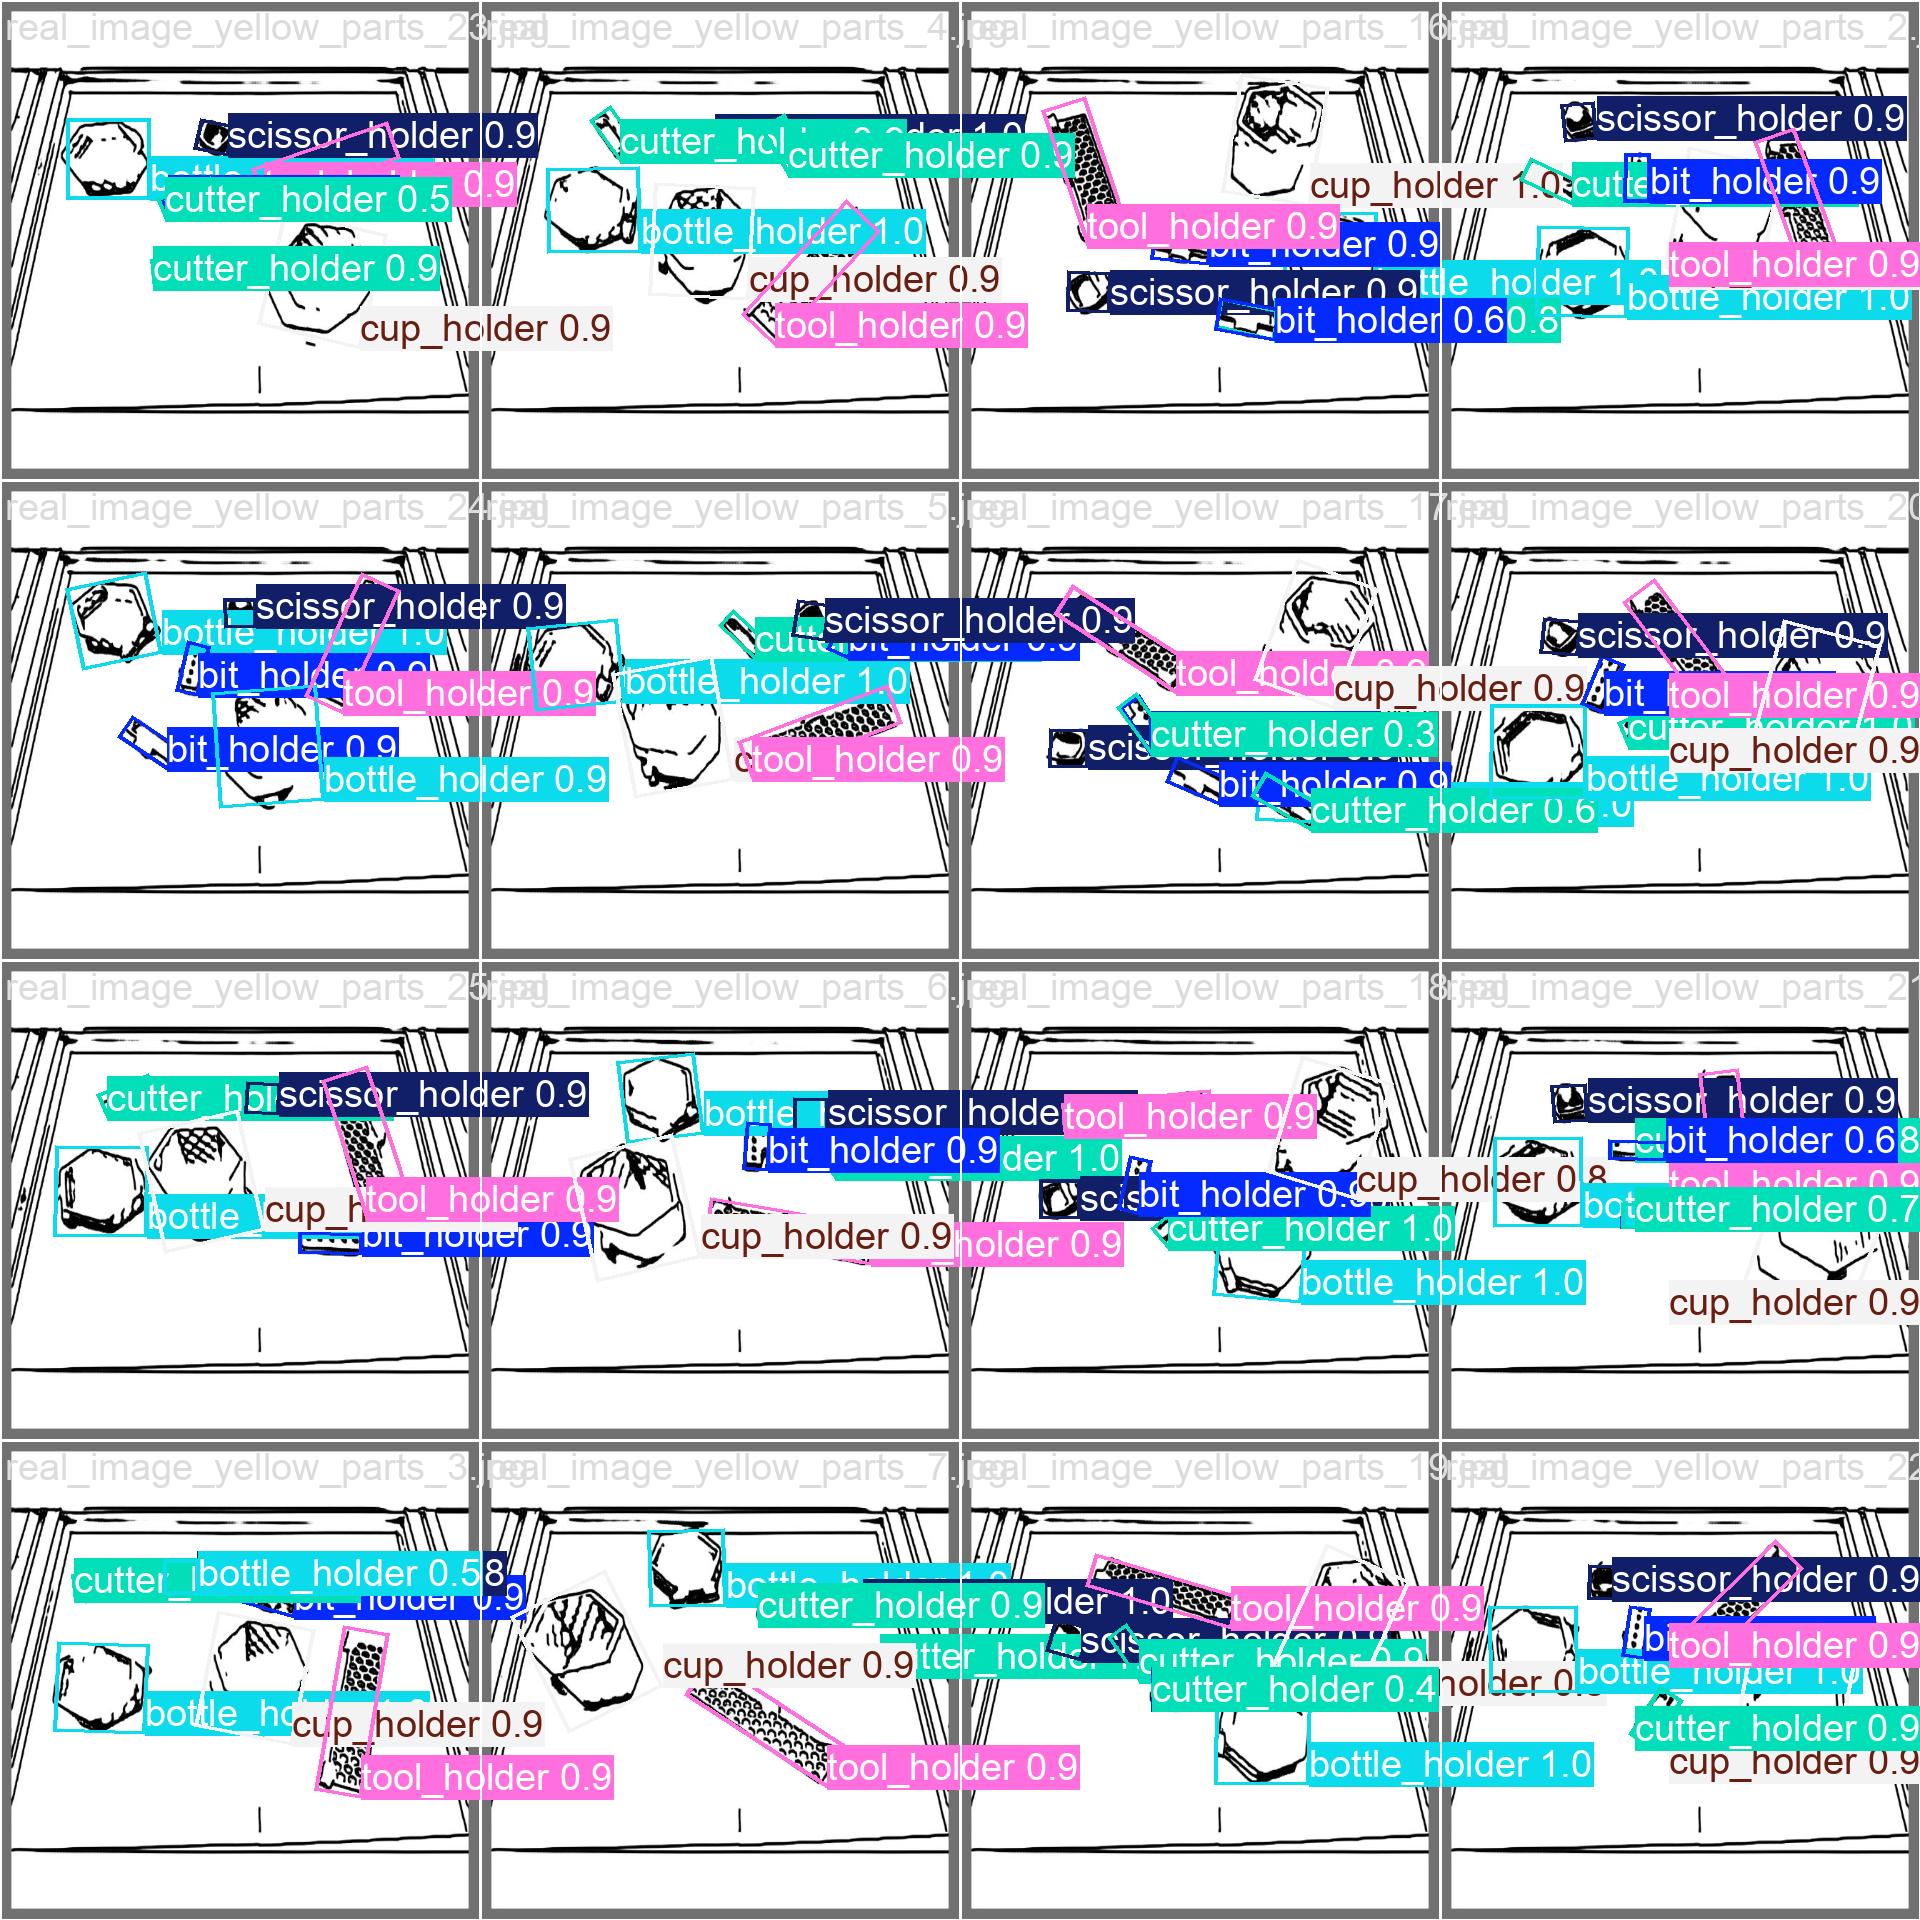 real_image_yellow_parts_23.jpg
real_image_yellow_parts_4.jpg
real_image_yellow_parts_16.jpg
real_image_yellow_parts_2
scissor_holder 0.9
0.9
cutter_holder 0.5
cutter_holder 0.9
cup_holder 0.9
cutter_hol
cutter_holder 0.9
bottle_holder 1.0
cup_holder 0.9
tool_holder 0.9
cup_holder 1.0
tool_holder 0.9
scissor_holder 0.9
bit_holder 0.6
0.8
scissor_holder 0.9
bit_holder 0.9
tool_holder 0.9
bottle_holder 1.0
real_image_yellow_parts_24.jpg
real_image_yellow_parts_5.jpg
real_image_yellow_parts_17.jpg
real_image_yellow_parts_20
scissor_holder 0.9
bottle_holder 1.0
bit_holder 0.9
tool_holder 0.9
bit_holder 0.9
bottle_holder 0.9
scissor_holder 0.9
bottle_holder 1.0
tool_holder 0.9
cup_holder 0.9
cutter_holder 0.3
bit_holder 0.9
cutter_holder 0.6
scissor_holder 0.9
bit_
tool_holder 0.9
cutter_holder 1.0
cup_holder 0.9
bottle_holder 1.0
real_image_yellow_parts_25.jpg
real_image_yellow_parts_6.jpg
real_image_yellow_parts_18.jpg
real_image_yellow_parts_21
cutter_hol
scissor_holder 0.9
tool_holder 0.9
bottle_
cup_h
bit_holder 0.9
bottle
scissor_holde
bit_holder 0.9
der 1.0
cup_holder 0.9
holder 0.9
tool_holder 0.9
bit_holder 0.9
cup_holder 0.8
cutter_holder 1.0
bottle_holder 1.0
scissor_holder 0.9
bit_holder 0.6
8
tool_holder 0.9
cutter_holder 0.7
cup_holder 0.9
real_image_yellow_parts_3.jpg
real_image_yellow_parts_7.jpg
real_image_yellow_parts_19.jpg
real_image_yellow_parts_22
cutter_
bottle_holder 0.5
8
bit_holder 0.9
bottle_ho
cup_holder 0.9
tool_holder 0.9
cutter_holder 0.9
cup_holder 0.9
tool_holder 0.9
lder 1.0
tool_holder 0.9
cutter_holder 0.9
cutter_holder 0.4
bottle_holder 1.0
scissor_holder 0.9
tool_holder 0.9
bottle_holder 1.0
cutter_holder 0.9
cup_holder 0.9